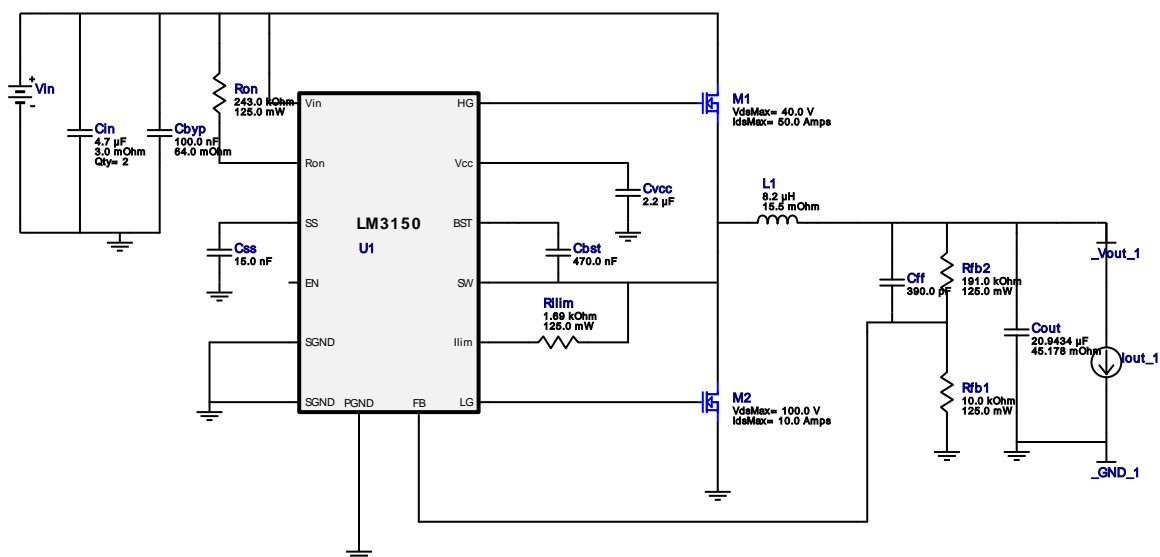 Vin
Cin
4.7 µF
3.0 mOhm
Qty= 2
Cbyp
100.0 nF
64.0 mOhm
Ron
243.0 kOhm
125.0 mW
Css
15.0 nF
Vin
Ron
SS
EN
SGND
SGND
PGND
FB
HG
Vcc
BST
SW
Ilim
LG
LM3150
U1
Cvcc
2.2 µF
Cbst
470.0 nF
Rilim
1.69 kOhm
125.0 mW
M1
VdsMax= 40.0 V
IdsMax= 50.0 Amps
M2
VdsMax= 100.0 V
IdsMax= 10.0 Amps
L1
8.2 µH
15.5 mOhm
Cff
390.0 pF
Rfb2
191.0 kOhm
125.0 mW
Rfb1
10.0 kOhm
125.0 mW
Cout
20.9434 µF
45.178 mOhm
_Vout_1
Iout_1
_GND_1